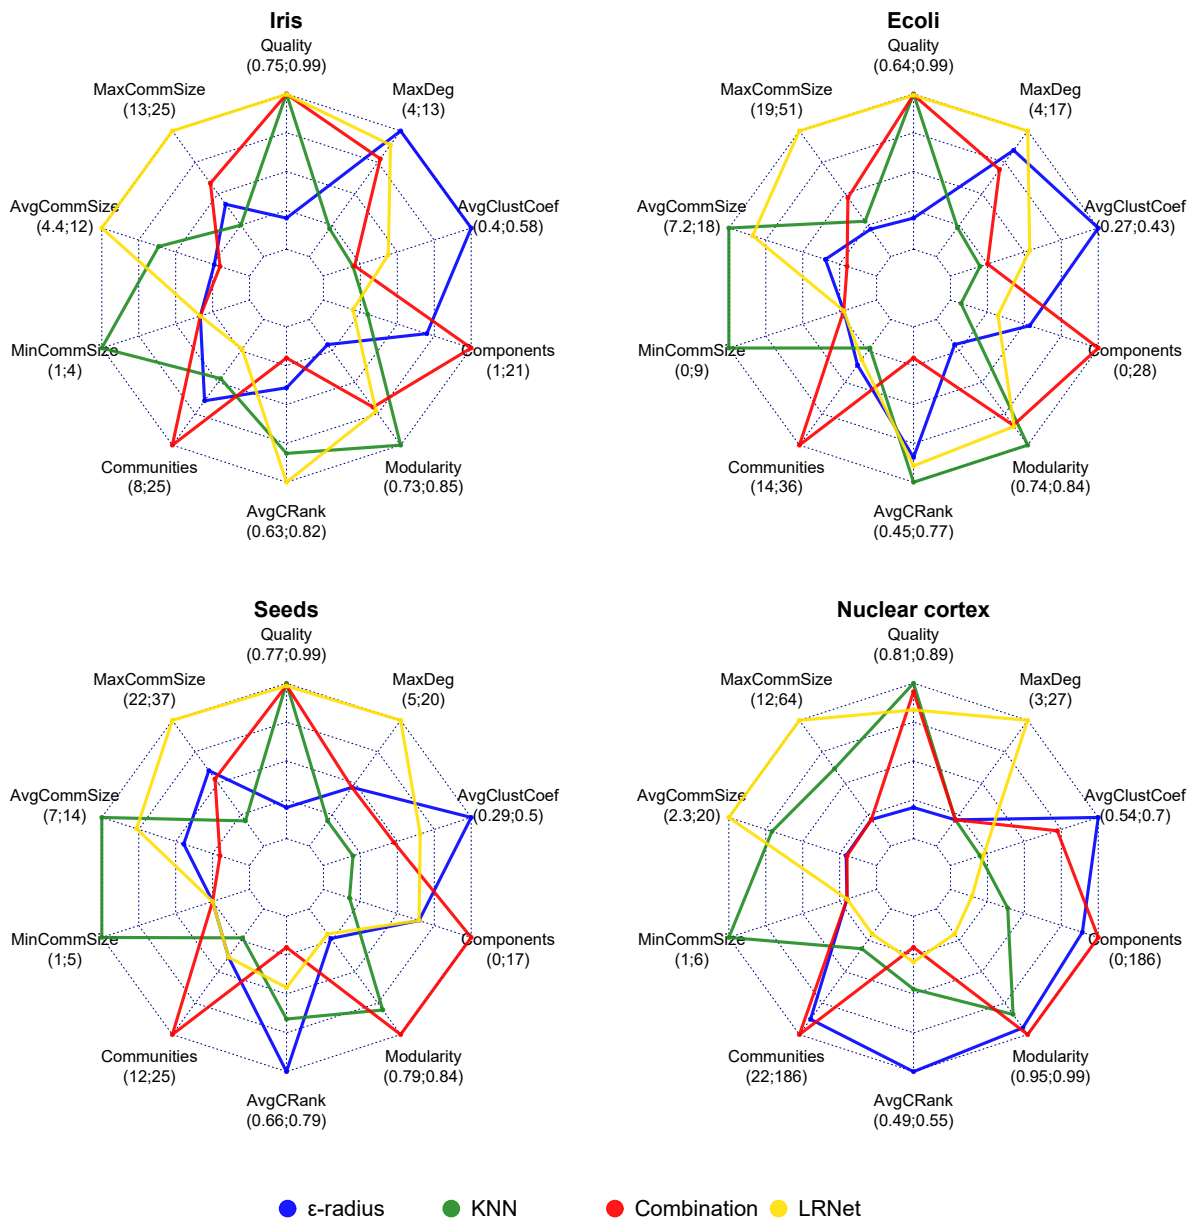 Iris
Quality
(0.75;0.99)
MaxDeg
(4;13)
AvgClustCoef
(0.4;0.58)
Components
(1;21)
Modularity
(0.73;0.85)
AvgCRank
(0.63;0.82)
Communities
(8;25)
MinCommSize
(1;4)
AvgCommSize
(4.4;12)
MaxCommSize
(13;25)
Ecoli
Quality
(0.64;0.99)
MaxDeg
(4;17)
AvgClustCoef
(0.27;0.43)
Components
(0;28)
Modularity
(0.74;0.84)
AvgCRank
(0.45;0.77)
Communities
(14;36)
MinCommSize
(0;9)
AvgCommSize
(7.2;18)
MaxCommSize
(19;51)
Seeds
Quality
(0.77;0.99)
MaxDeg
(5;20)
AvgClustCoef
(0.29;0.5)
Components
(0;17)
Modularity
(0.79;0.84)
AvgCRank
(0.66;0.79)
Communities
(12;25)
MinCommSize
(1;5)
AvgCommSize
(7;14)
MaxCommSize
(22;37)
Nuclear cortex
Quality
(0.81;0.89)
MaxDeg
(3;27)
AvgClustCoef
(0.54;0.7)
Components
(0;186)
Modularity
(0.95;0.99)
AvgCRank
(0.49;0.55)
Communities
(22;186)
MinCommSize
(1;6)
AvgCommSize
(2.3;20)
MaxCommSize
(12;64)
ε-radius
KNN
Combination
LRNet